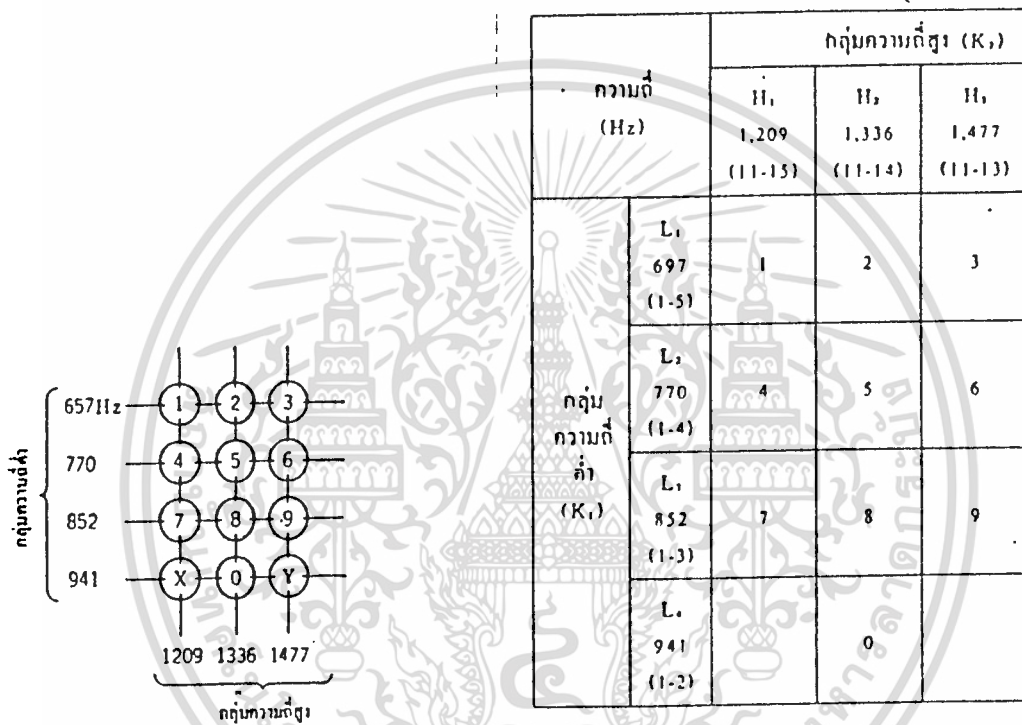 657Hz 1 2 3
770 4 5 6
852 7 8 9
941 X 0 Y
1209 1336 1477
กลุ่มความถี่ต่ำ
กลุ่มความถี่สูง
ความถี่
(Hz)
กลุ่มความถี่สูง (K₂)
H₁ H₂ H₃
1,209 1,336 1,477
(11-15) (11-14) (11-13)
กลุ่ม
ความถี่
ต่ำ
(K₁)
L₁
697 1 2 3
(1-5)
L₂
770 4 5 6
(1-4)
L₃
852 7 8 9
(1-3)
L₄
941 0
(1-2)